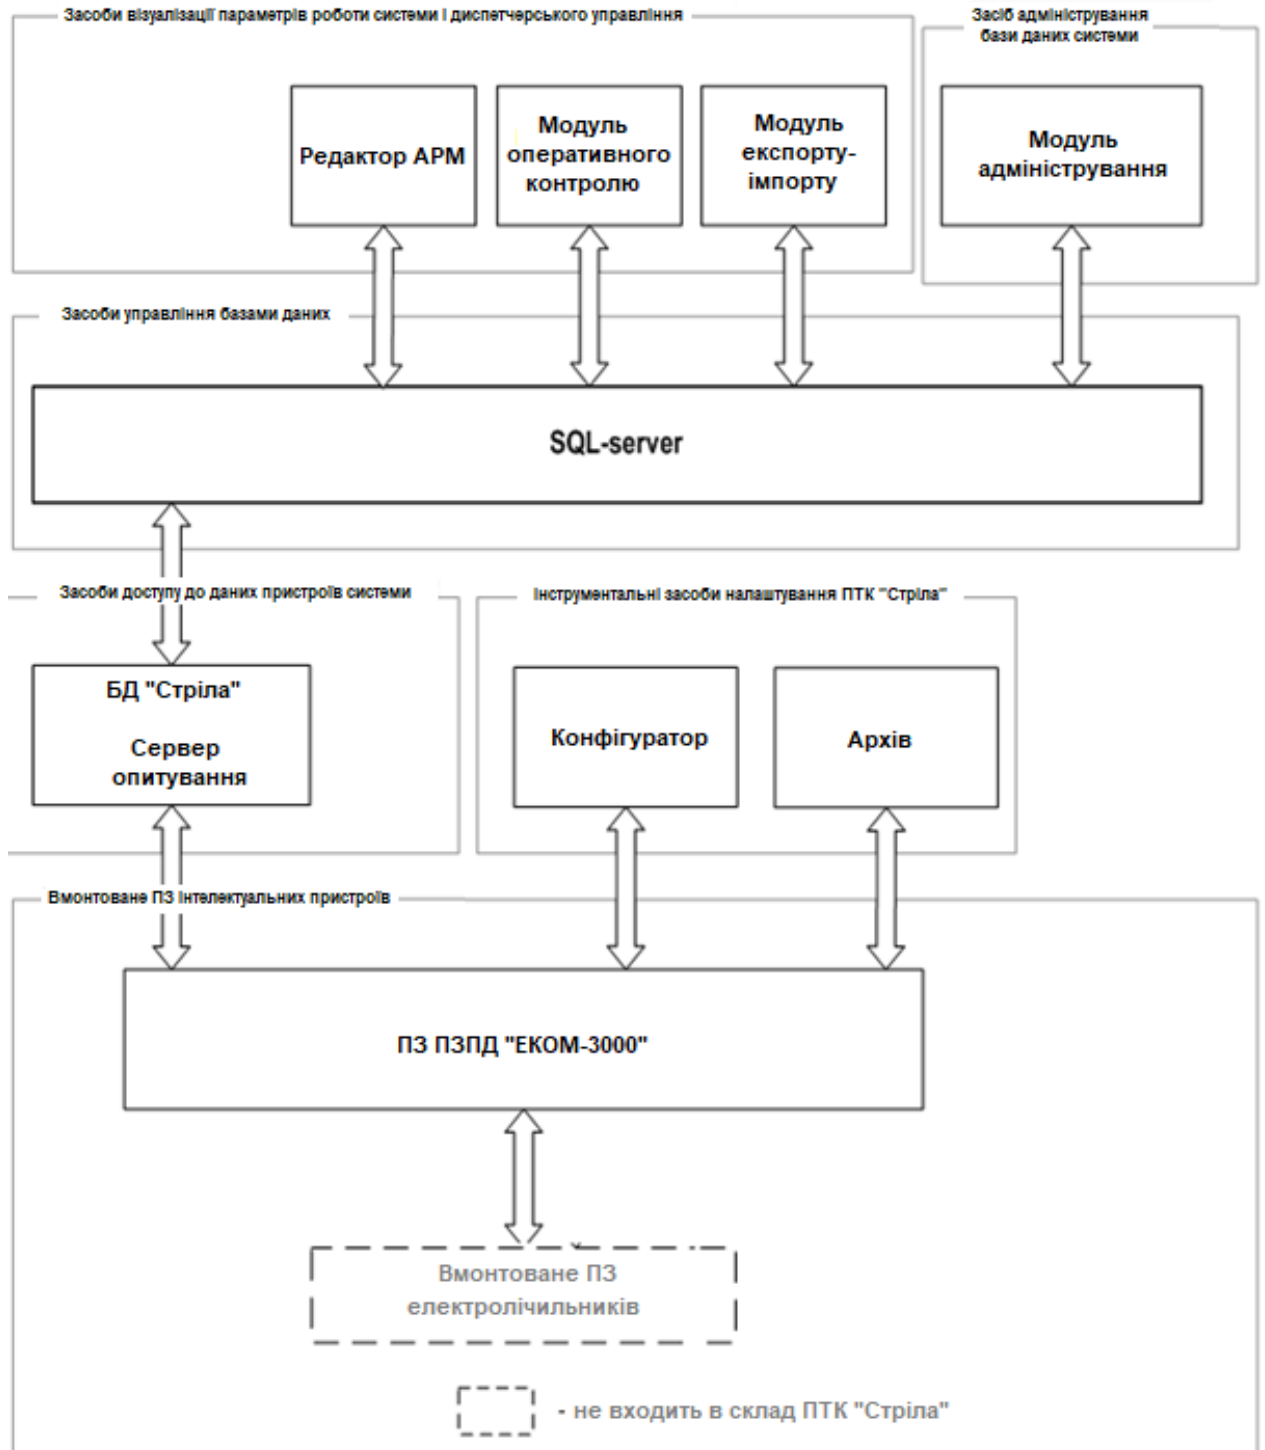 Засоби візуалізації параметрів роботи системи і диспетчерського управління
Засіб адміністрування
бази даних системи
Редактор АРМ
Модуль
оперативного
контролю
Модуль
експорту-
імпорту
Модуль
адміністрування
Засоби управління базами даних
SQL-server
Засоби доступу до даних пристроїв системи
Інструментальні засоби налаштування ПТК "Стріла"
БД "Стріла"
Сервер
опитування
Конфігуратор
Архів
Вмонтоване ПЗ інтелектуальних пристроїв
ПЗ ПЗПД "ЕКОМ-3000"
Вмонтоване ПЗ
електролічильників
- не входить в склад ПТК "Стріла"